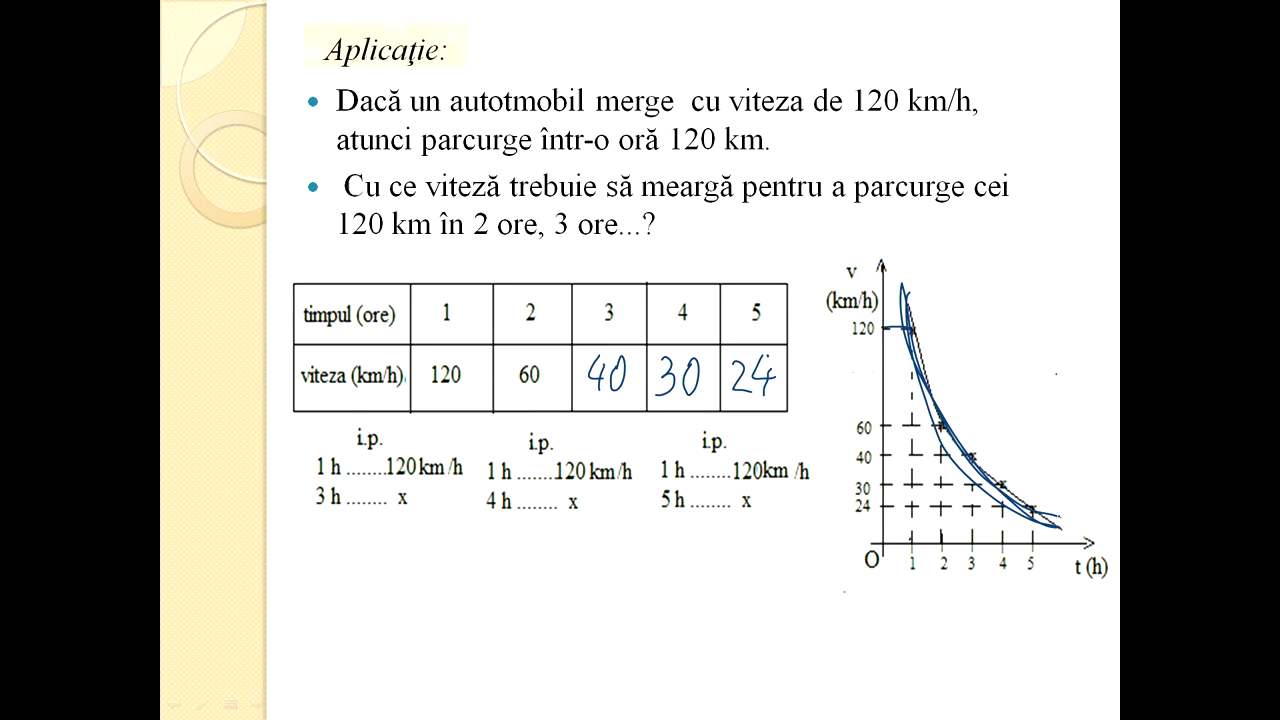 Aplicaţie:
Dacă un autotmobil merge cu viteza de 120 km/h,
atunci parcurge într-o oră 120 km.
Cu ce viteză trebuie să meargă pentru a parcurge cei
120 km în 2 ore, 3 ore...?
timpul (ore) 1 2 3 4 5
viteza (km/h) 120 60 40 30 24
i.p.
1 h ........120 km /h
3 h ........ x
i.p.
1 h .......120 km/h
4 h ........ x
i.p.
1 h ........120km /h
5 h ........ x
v
(km/h)
120
60
40
30
24
O 1 2 3 4 5 t (h)